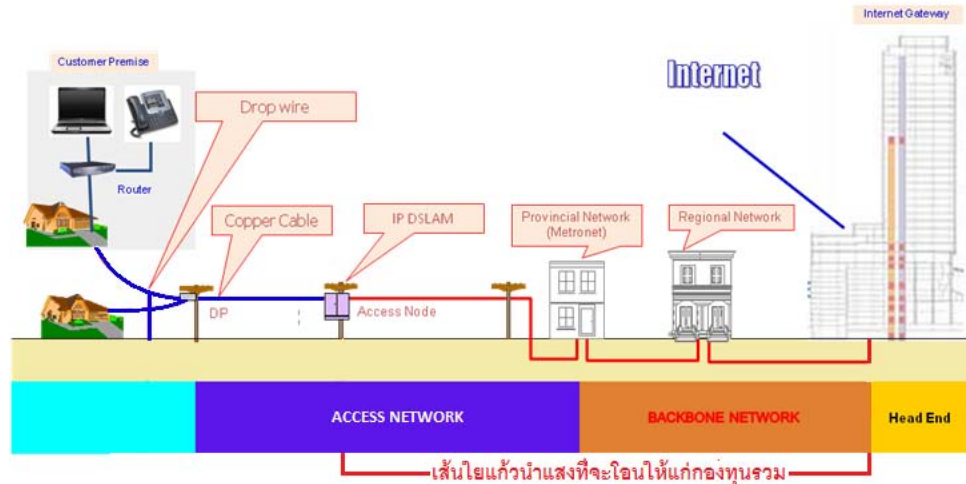 Internet Gateway
Customer Premise
Internet
Drop wire
Router
Copper Cable
IP DSLAM
Provincial Network
(Metronet)
Regional Network
DP
Access Node
ACCESS NETWORK
BACKBONE NETWORK
Head End
เส้นใยแก้วนำแสงที่จะโอนให้แก่กองทุนรวม